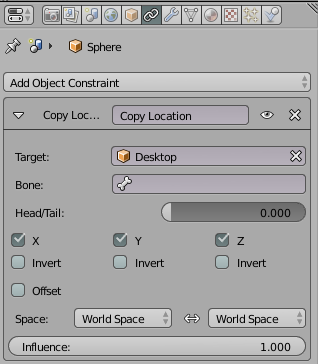 Sphere
Add Object Constraint
Copy Loc... Copy Location
Target: Desktop
Bone:
Head/Tail: 0.000
X Y Z
Invert Invert Invert
Offset
Space: World Space World Space
Influence: 1.000